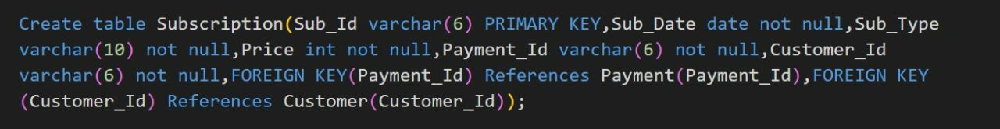 Create table Subscription(Sub_Id varchar(6) PRIMARY KEY,Sub_Date date not null,Sub_Type
varchar(10) not null,Price int not null,Payment_Id varchar(6) not null,Customer_Id
varchar(6) not null,FOREIGN KEY(Payment_Id) References Payment(Payment_Id),FOREIGN KEY
(Customer_Id) References Customer(Customer_Id));